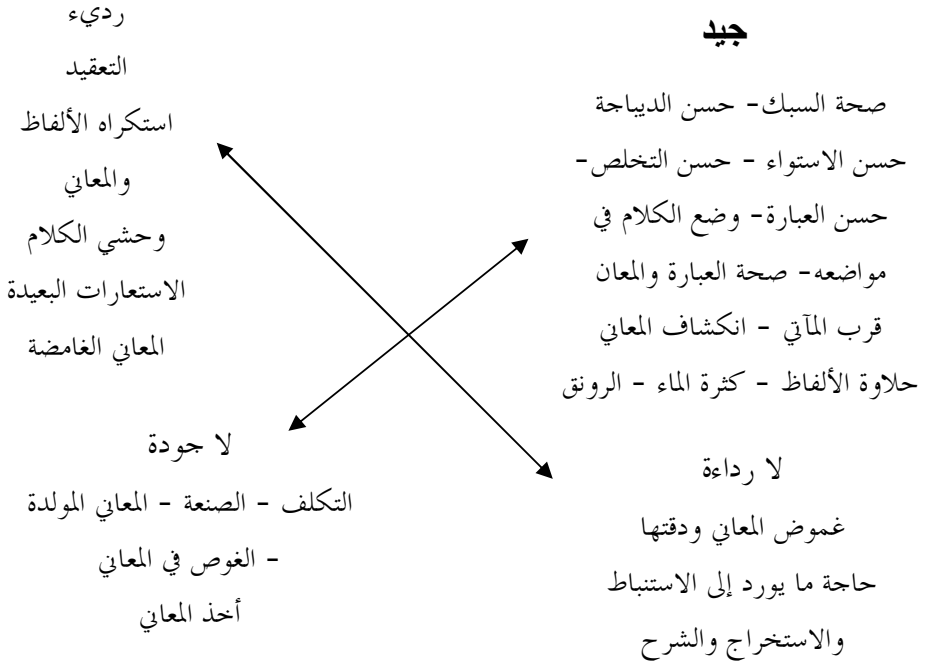 جيد
صحة السبك- حسن الديباجة
حسن الاستواء - حسن التخلص-
حسن العبارة- وضع الكلام في
مواضعه- صحة العبارة والمعان
قرب المآتي - انكشاف المعاني
حلاوة الألفاظ - كثرة الماء - الرونق
رديء
التعقيد
استكراه الألفاظ
والمعاني
وحشي الكلام
الاستعارات البعيدة
المعاني الغامضة
لا رداءة
غموض المعاني ودقتها
حاجة ما يورد إلى الاستنباط
والاستخراج والشرح
لا جودة
التكلف - الصنعة - المعاني المولدة
- الغوص في المعاني
أخذ المعاني